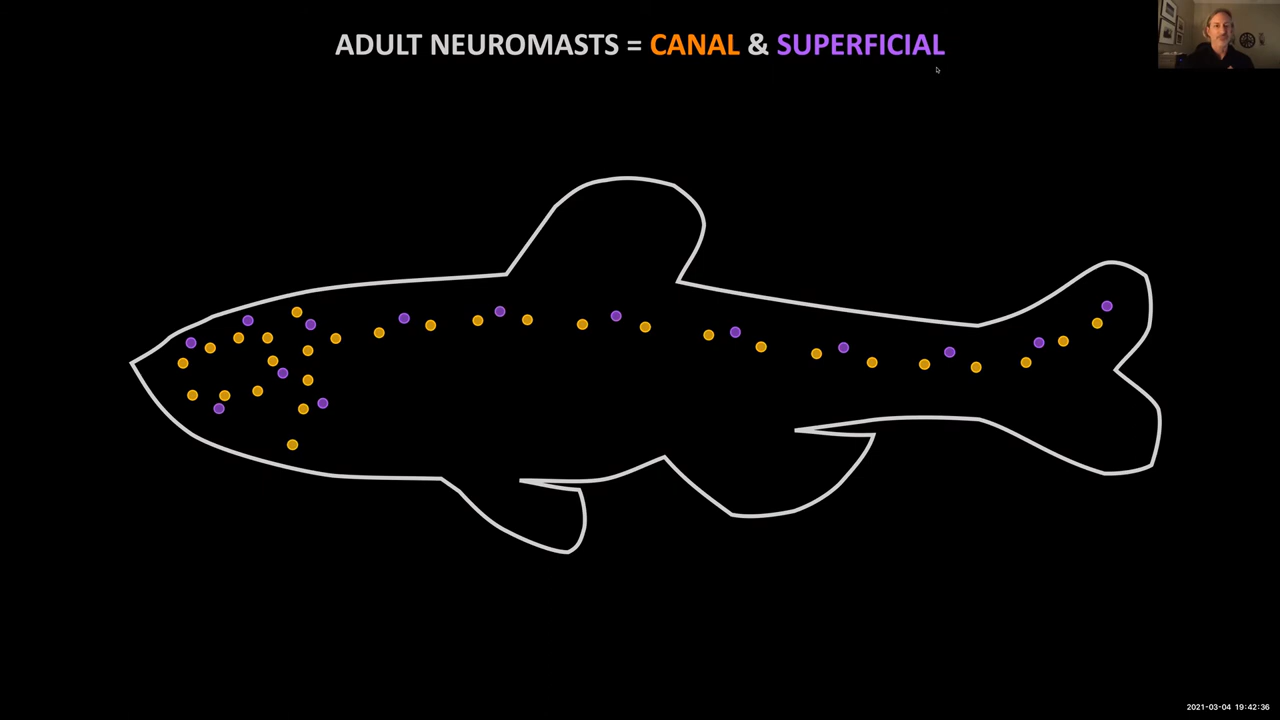 ADULT NEUROMASTS = CANAL & SUPERFICIAL
2021-03-04 19:42:36